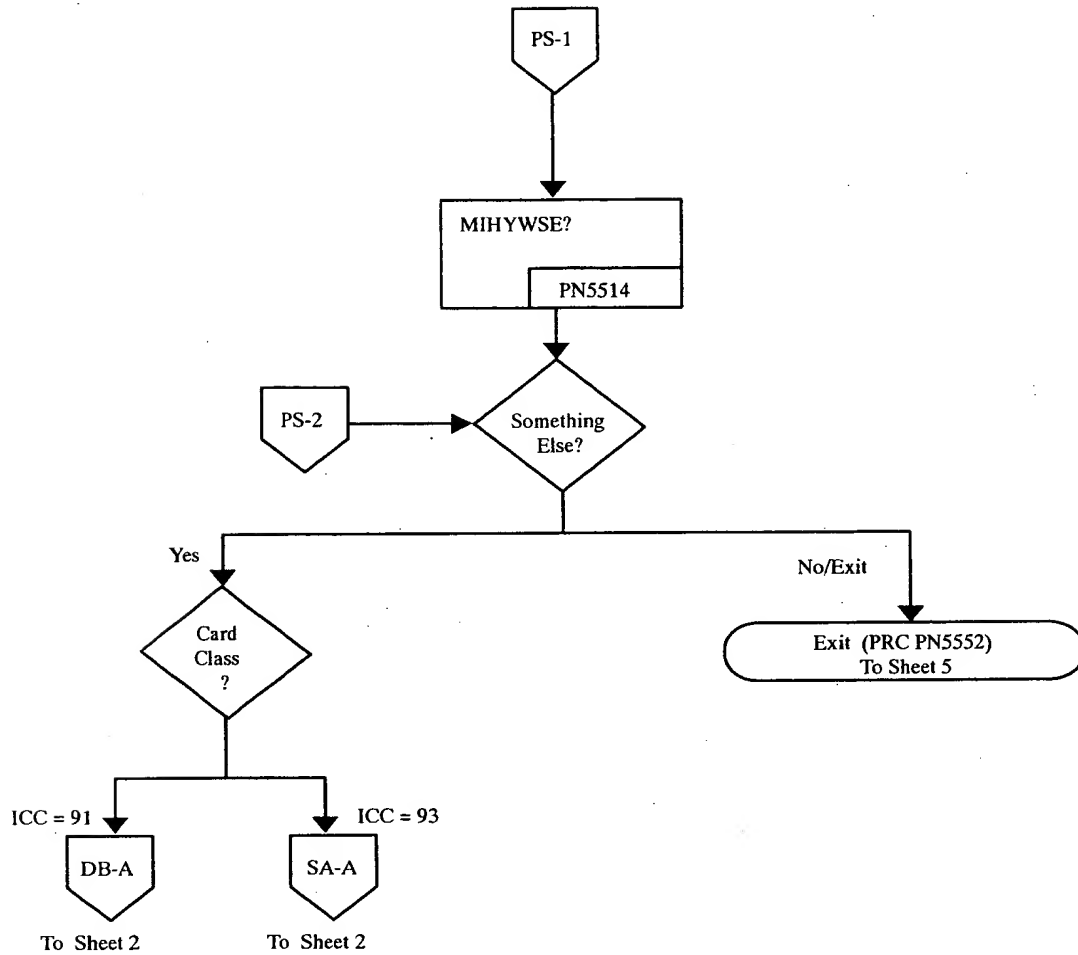 PS-1
MIHYWSE?
PN5514
PS-2
Something
Else?
Yes
No/Exit
Card
Class
?
Exit (PRC PN5552)
To Sheet 5
ICC = 91
ICC = 93
DB-A
SA-A
To Sheet 2
To Sheet 2